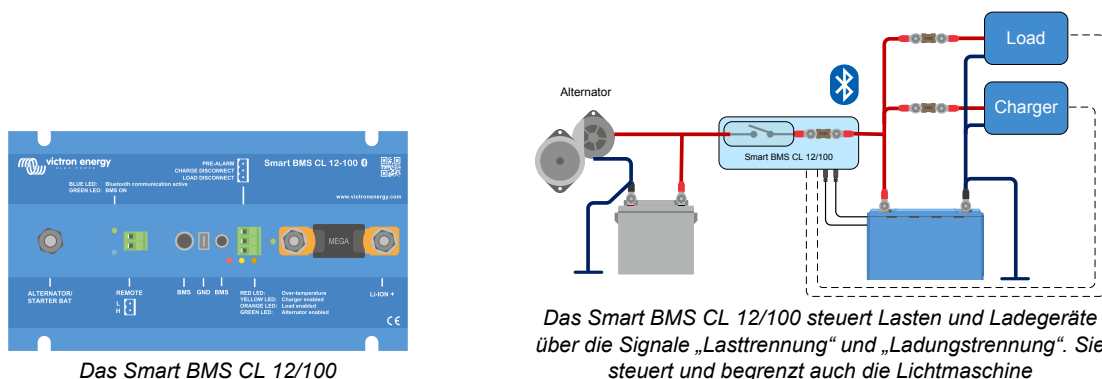 victron energy
BLUE POWER
PRE-ALARM
CHARGE DISCONNECT
LOAD DISCONNECT
Smart BMS CL 12-100
BLUE LED: Bluetooth communication active
GREEN LED: BMS ON
www.victronenergy.com
MEGA
ALTERNATOR/
STARTER BAT
REMOTE
L
H
BMS GND BMS
RED LED: Over-temperature
YELLOW LED: Charger enabled
ORANGE LED: Load enabled
GREEN LED: Alternator enabled
LI-ION +
CE
Das Smart BMS CL 12/100
Alternator
Smart BMS CL 12/100
Load
Charger
Das Smart BMS CL 12/100 steuert Lasten und Ladegeräte
über die Signale „Lasttrennung“ und „Ladungstrennung“. Sie
steuert und begrenzt auch die Lichtmaschine